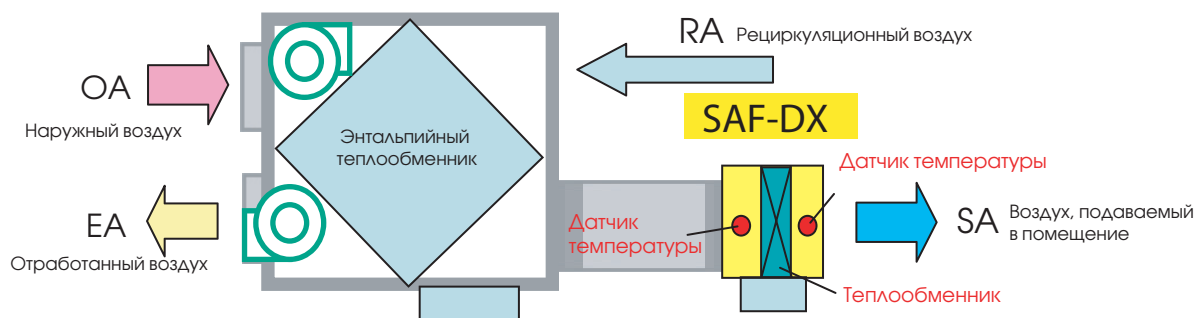 OA
Наружный воздух
EA
Отработанный воздух
Энтальпийный
теплообменник
RA Рециркуляционный воздух
SAF-DX
Датчик температуры
Датчик
температуры
SA Воздух, подаваемый
в помещение
Теплообменник